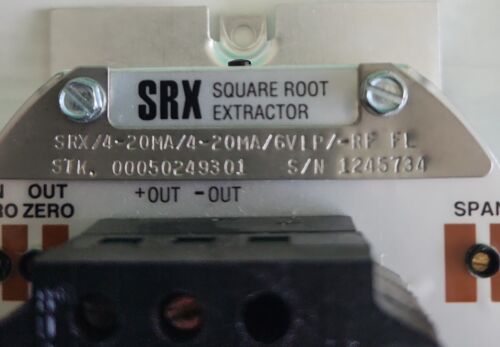 SRX SQUARE ROOT
EXTRACTOR
SRX/4-20MA/4-20MA/GVLP/-RF FL
STK. 00050249301 S/N 1245734
OUT +OUT -OUT
ZERO SPAN